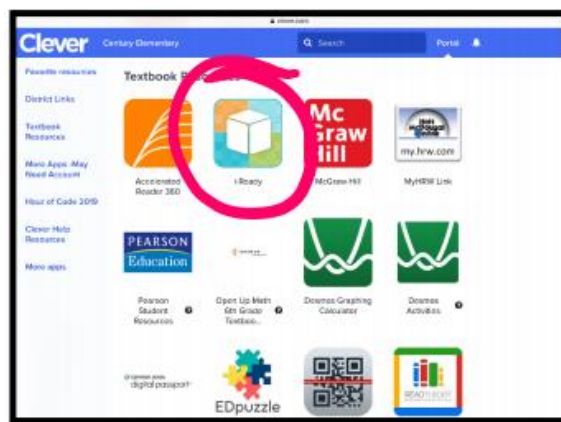 clever.com
Clever Century Elementary Search Portal
Favorite resources
District Links
Textbook
Resources
More Apps -May
Need Account
Hour of Code 2019
Clever Help
Resources
More apps
Textbook
Mc
Graw
Hill
my.hrw.com
Accelerated
Reader 360
i-Ready
McGraw-Hill
MyHRW Link
PEARSON
Education
Pearson
Student
Resources
Open Up Math
6th Grade
Textboo...
Desmos Graphing
Calculator
Desmos
Activities
digital passport
EDpuzzle